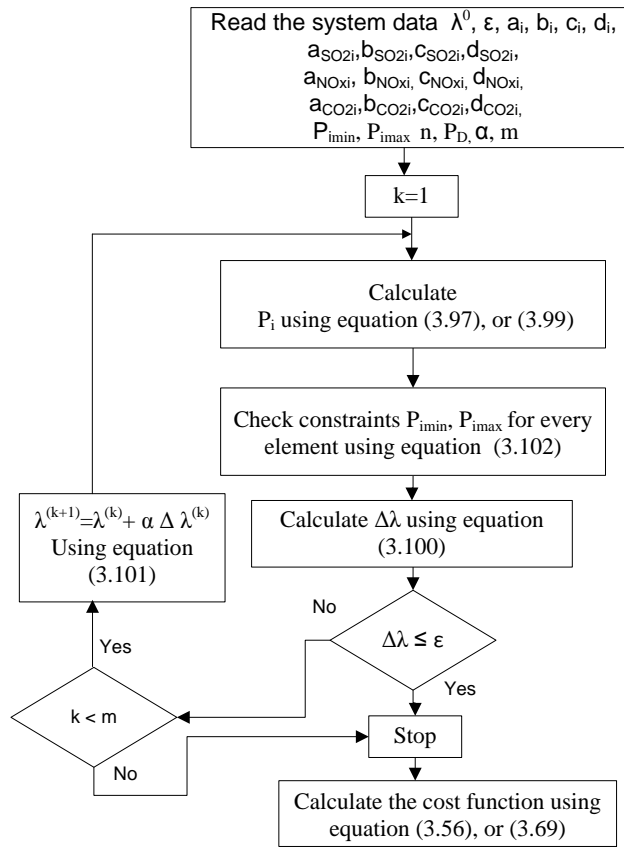 Read the system data λ⁰, ε, aᵢ, bᵢ, cᵢ, dᵢ,
a_SO2i,b_SO2i,c_SO2i,d_SO2i,
a_NOxi, b_NOxi, c_NOxi, d_NOxi,
a_CO2i,b_CO2i,c_CO2i,d_CO2i,
P_imin, P_imax n, P_D, α, m
k=1
Calculate
Pᵢ using equation (3.97), or (3.99)
Check constraints P_imin, P_imax for every
element using equation (3.102)
λ^(k+1)=λ^(k)+ α Δ λ^(k)
Using equation
(3.101)
Calculate Δλ using equation
(3.100)
No
Δλ ≤ ε
Yes
Yes
k < m
No
Stop
Calculate the cost function using
equation (3.56), or (3.69)